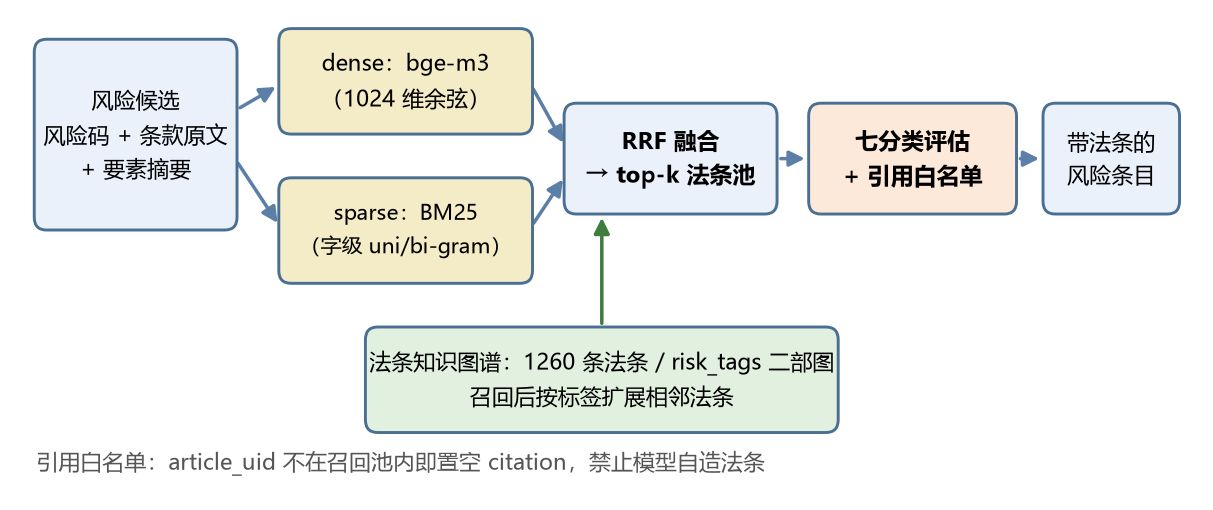 风险候选
风险码 + 条款原文
+ 要素摘要
dense：bge-m3
（1024 维余弦）
sparse：BM25
（字级 uni/bi-gram）
RRF 融合
→ top-k 法条池
七分类评估
+ 引用白名单
带法条的
风险条目
法条知识图谱：1260 条法条 / risk_tags 二部图
召回后按标签扩展相邻法条
引用白名单：article_uid 不在召回池内即置空 citation，禁止模型自造法条